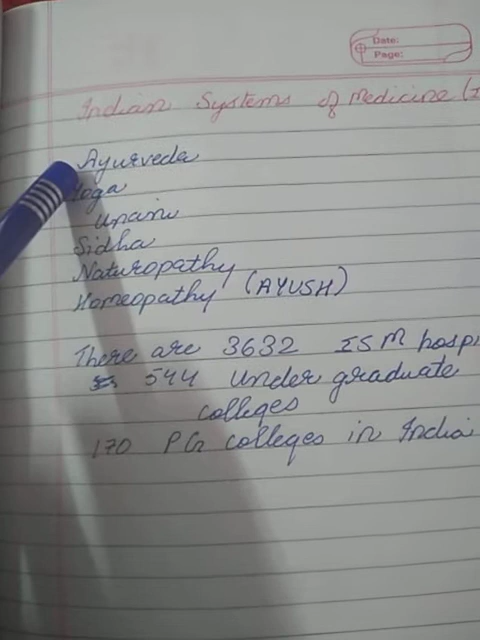 Date:
Page:
Indian Systems of Medicine (I
Ayurveda
Yoga
Unani
Sidha
Naturopathy
Homeopathy (AYUSH)
There are 3632 ISM hospi
544 Under graduate
colleges
170 PG colleges in India